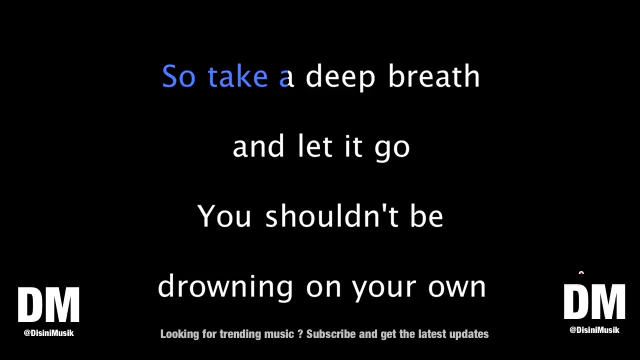 So take a deep breath
and let it go
You shouldn't be
drowning on your own
DM
@DisiniMusik
Looking for trending music ? Subscribe and get the latest updates
DM
@DisiniMusik